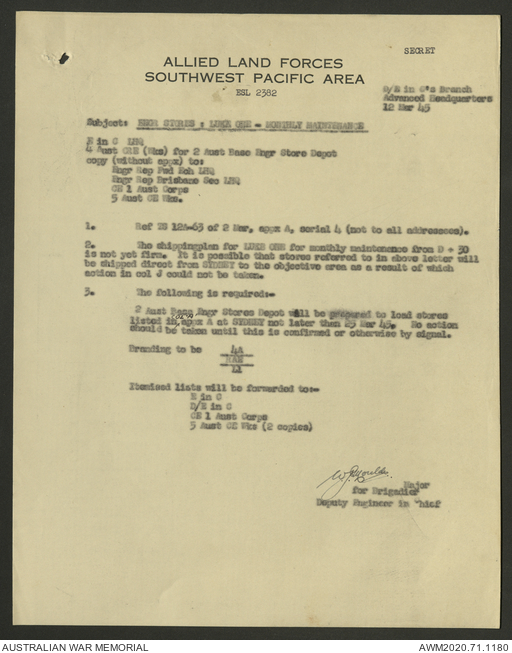 SECRET
ALLIED LAND FORCES
SOUTHWEST PACIFIC AREA
ESL 2382
D/E in C's Branch
Advanced Headquarters
12 Mar 45
Subject: ENGR STORES : LUKE ONE - MONTHLY MAINTENANCE
E in C LHQ
4 Aust CRE (Wks) for 2 Aust Base Engr Store Depot
copy (without appx) to:
Engr Rep Fwd Ech LHQ
Engr Rep Brisbane Sec LHQ
CE 1 Aust Corps
5 Aust CE Wks.
1. Ref TS 12A-63 of 2 Mar, appx A, serial 4 (not to all addressees).
2. The shippingplan for LUKE ONE for monthly maintenance from D + 30
is not yet firm. It is possible that stores referred to in above letter will
be shipped direct from SYDNEY to the objective area as a result of which
action in col J could not be taken.
3. The following is required:-
2 Aust Base Engr Stores Depot will be prepared to load stores
listed in appx A at SYDNEY not later than 25 Mar 45. No action
should be taken until this is confirmed or otherwise by signal.
Branding to be 4A
Itemised lists will be forwarded to:-
E in C
D/E in C
CE 1 Aust Corps
5 Aust CE Wks (2 copies)
Major
for Brigadier
Deputy Engineer in Chief
AUSTRALIAN WAR MEMORIAL
AWM2020.71.1180